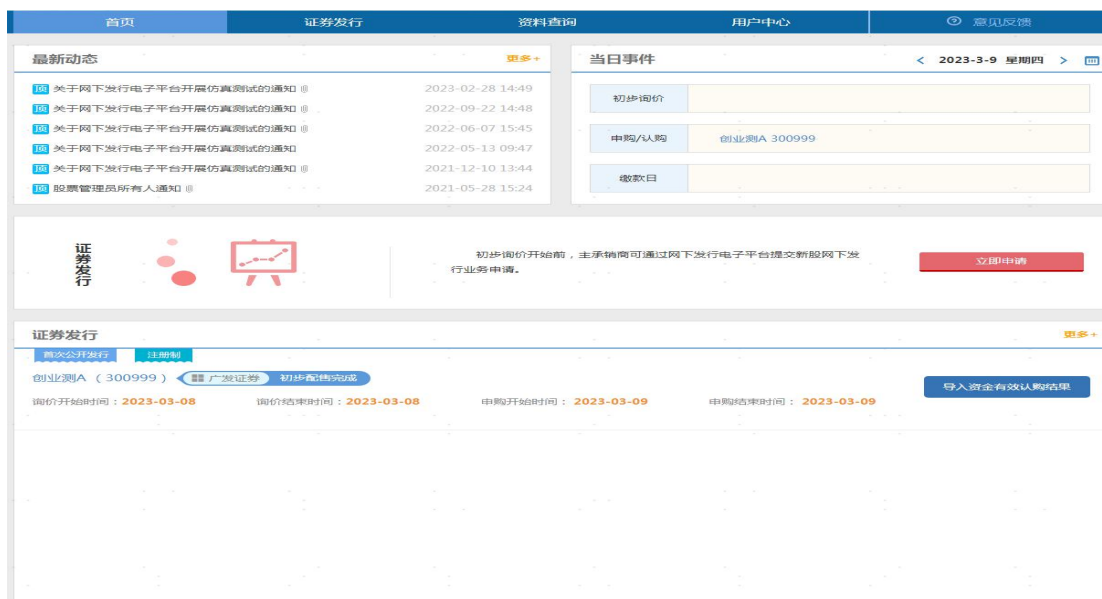 首页 证券发行 资料查询 用户中心 意见反馈
最新动态 更多+
顶 关于网下发行电子平台开展仿真测试的通知 2023-02-28 14:49
顶 关于网下发行电子平台开展仿真测试的通知 2022-09-22 14:48
顶 关于网下发行电子平台开展仿真测试的通知 2022-06-07 15:45
顶 关于网下发行电子平台开展仿真测试的通知 2022-05-13 09:47
顶 关于网下发行电子平台开展仿真测试的通知 2021-12-10 13:44
顶 股票管理员所有人通知 2021-05-28 15:24
当日事件 < 2023-3-9 星期四 >
初步询价
申购/认购 创业测A 300999
缴款日
证券发行
初步询价开始前，主承销商可通过网下发行电子平台提交新股网下发
行业务申请。
立即申请
证券发行 更多+
首次公开发行 注册制
创业测A（300999） 广发证券 初步配售完成
导入资金有效认购结果
询价开始时间：2023-03-08 询价结束时间：2023-03-08 申购开始时间：2023-03-09 申购结束时间：2023-03-09